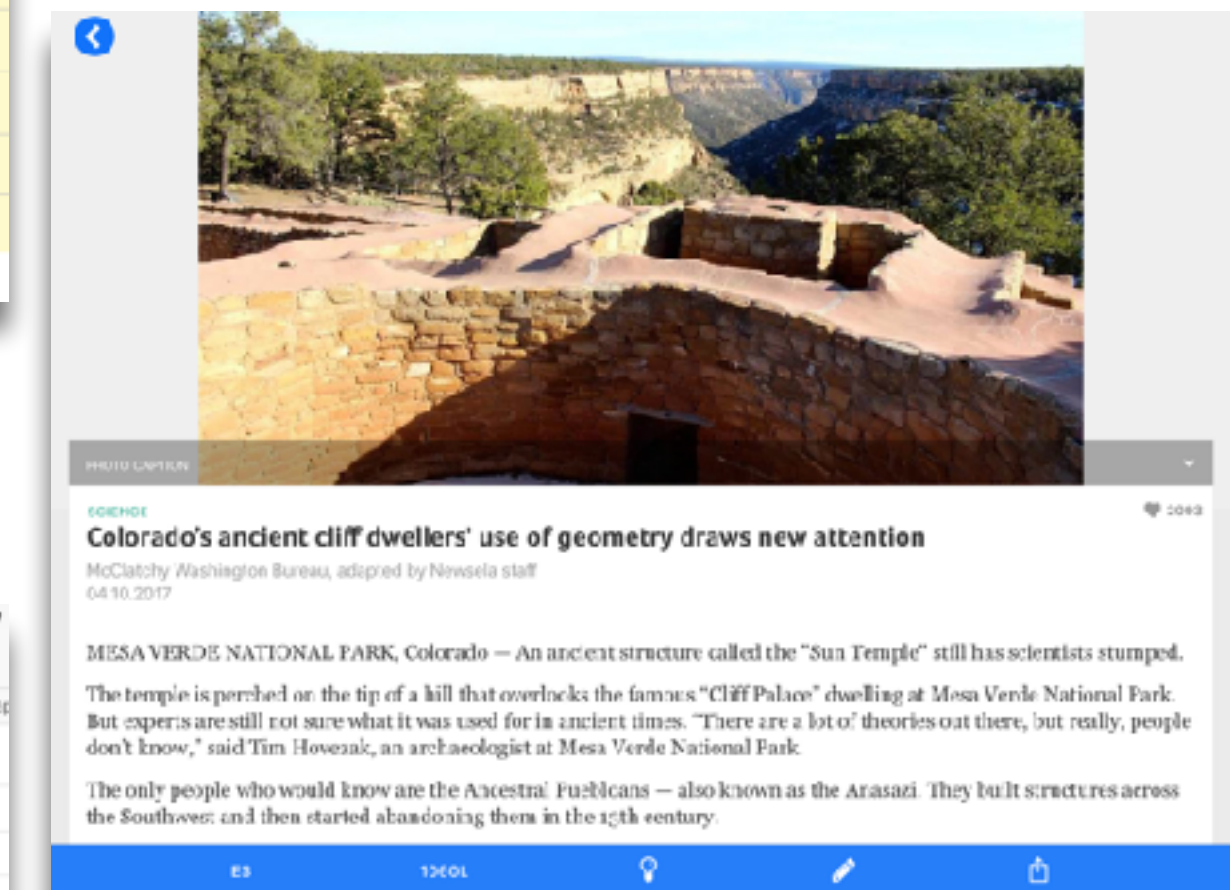 PHOTO CAPTION
SCIENCE
Colorado's ancient cliff dwellers' use of geometry draws new attention
McClatchy Washington Bureau, adapted by Newsela staff
04.10.2017
MESA VERDE NATIONAL PARK, Colorado — An ancient structure called the "Sun Temple" still has scientists stumped.
The temple is perched on the tip of a hill that overlooks the famous "Cliff Palace" dwelling at Mesa Verde National Park.
But experts are still not sure what it was used for in ancient times. "There are a lot of theories out there, but really, people
don't know," said Tim Hovezak, an archaeologist at Mesa Verde National Park.
The only people who would know are the Ancestral Puebloans — also known as the Anasazi. They built structures across
the Southwest and then started abandoning them in the 13th century.